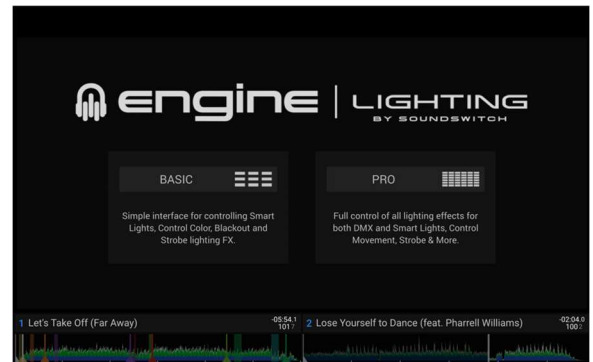 engine | LIGHTING
BY SOUNDSWITCH
BASIC
Simple interface for controlling Smart
Lights, Control Color, Blackout and
Strobe lighting FX.
PRO
Full control of all lighting effects for
both DMX and Smart Lights, Control
Movement, Strobe & More.
1 Let's Take Off (Far Away)
-05:54.1
101 7
2 Lose Yourself to Dance (feat. Pharrell Williams)
-02:04.0
100 2